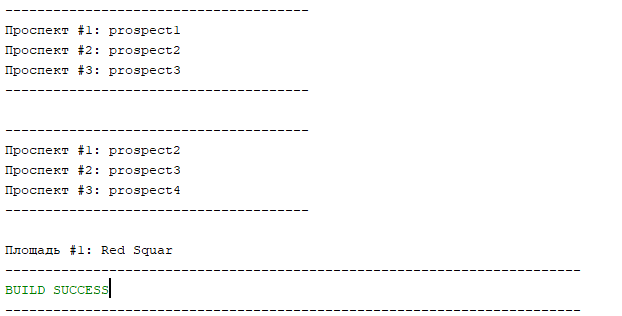 --------------------------------------
Проспект #1: prospect1
Проспект #2: prospect2
Проспект #3: prospect3
--------------------------------------
--------------------------------------
Проспект #1: prospect2
Проспект #2: prospect3
Проспект #3: prospect4
--------------------------------------
Площадь #1: Red Squar
------------------------------------------------------------------------
BUILD SUCCESS
------------------------------------------------------------------------